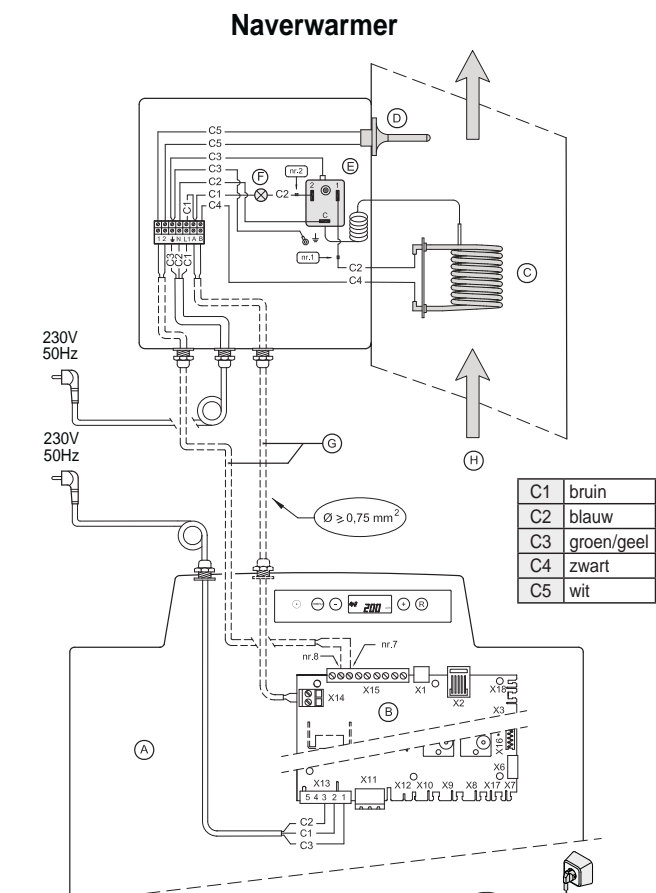 Naverwarmer
D
C5
C5
C3
C3
C2
C1
C4
C1
F
C2
nr.2
E
2
1
C
1 2 N L1 A B
C3
C2
C1
nr.1
C2
C4
C
230V
50Hz
230V
50Hz
G
H
Ø ≥ 0,75 mm²
C1 bruin
C2 blauw
C3 groen/geel
C4 zwart
C5 wit
200
R
nr.8
nr.7
X14
X15
X1
X2
X18
X3
B
A
X16
X6
X13
X11
X12 X10 X9 X8 X17 X7
5 4 3 2 1
C2
C1
C3